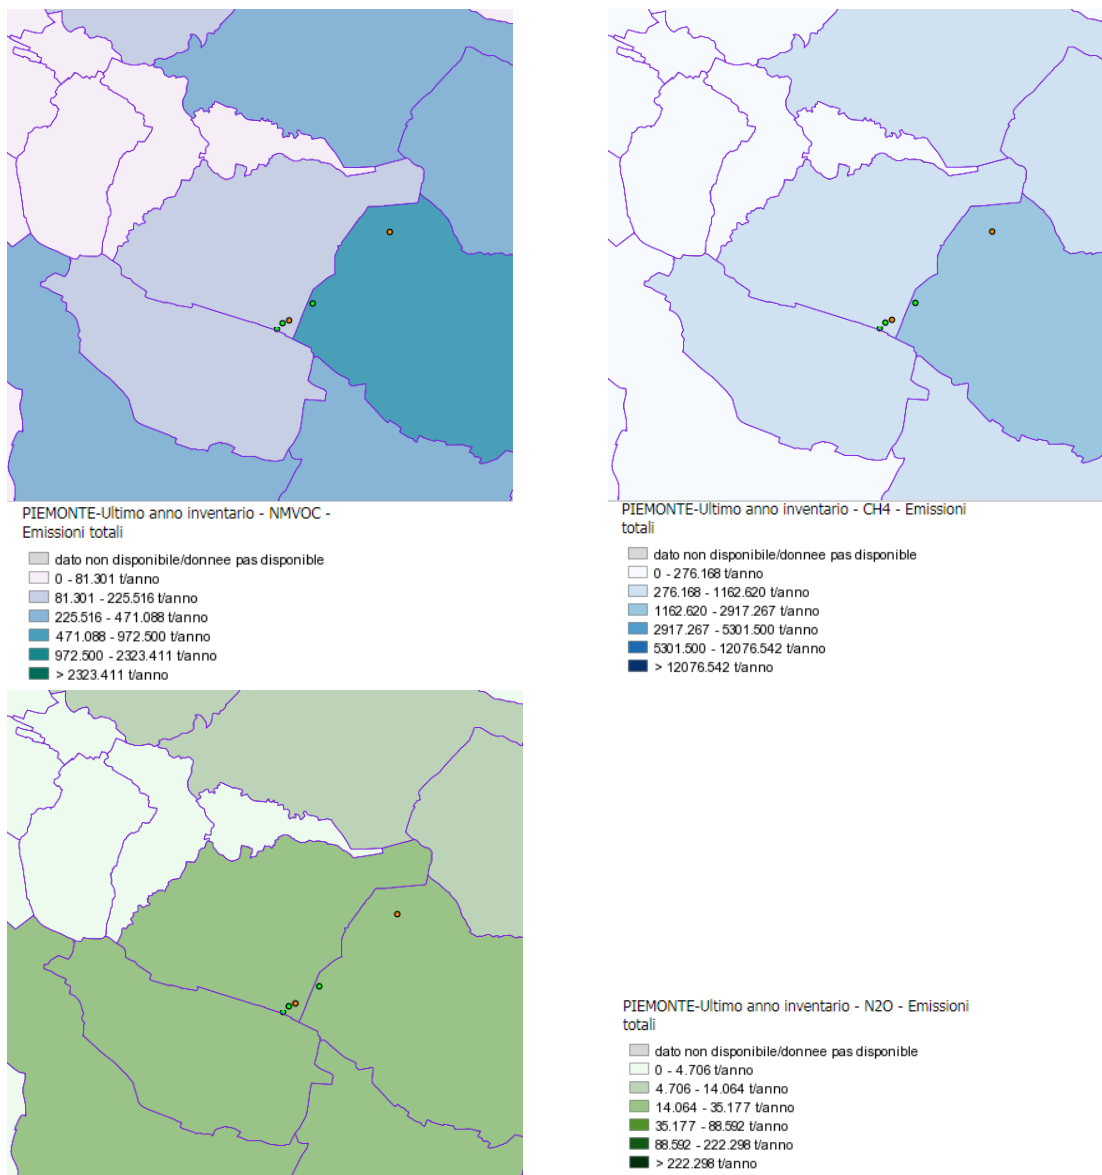 PIEMONTE-Ultimo anno inventario - NMVOC -
Emissioni totali
dato non disponibile/donnee pas disponible
0 - 81.301 t/anno
81.301 - 225.516 t/anno
225.516 - 471.088 t/anno
471.088 - 972.500 t/anno
972.500 - 2323.411 t/anno
> 2323.411 t/anno
PIEMONTE-Ultimo anno inventario - CH4 - Emissioni
totali
dato non disponibile/donnee pas disponible
0 - 276.168 t/anno
276.168 - 1162.620 t/anno
1162.620 - 2917.267 t/anno
2917.267 - 5301.500 t/anno
5301.500 - 12076.542 t/anno
> 12076.542 t/anno
PIEMONTE-Ultimo anno inventario - N2O - Emissioni
totali
dato non disponibile/donnee pas disponible
0 - 4.706 t/anno
4.706 - 14.064 t/anno
14.064 - 35.177 t/anno
35.177 - 88.592 t/anno
88.592 - 222.298 t/anno
> 222.298 t/anno